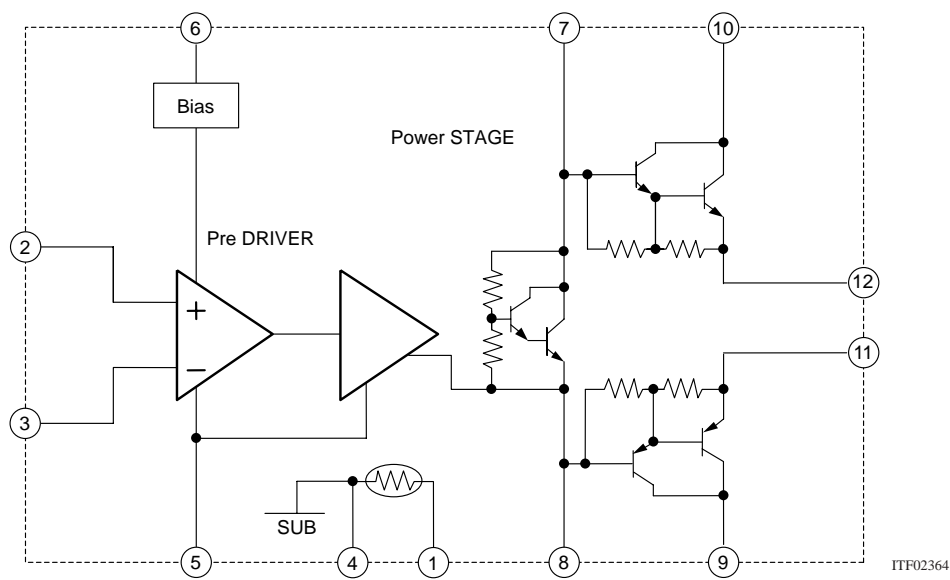 6 7 10
Bias
Power STAGE
2
Pre DRIVER
+
12
11
−
3
SUB
5 4 1 8 9
ITF02364